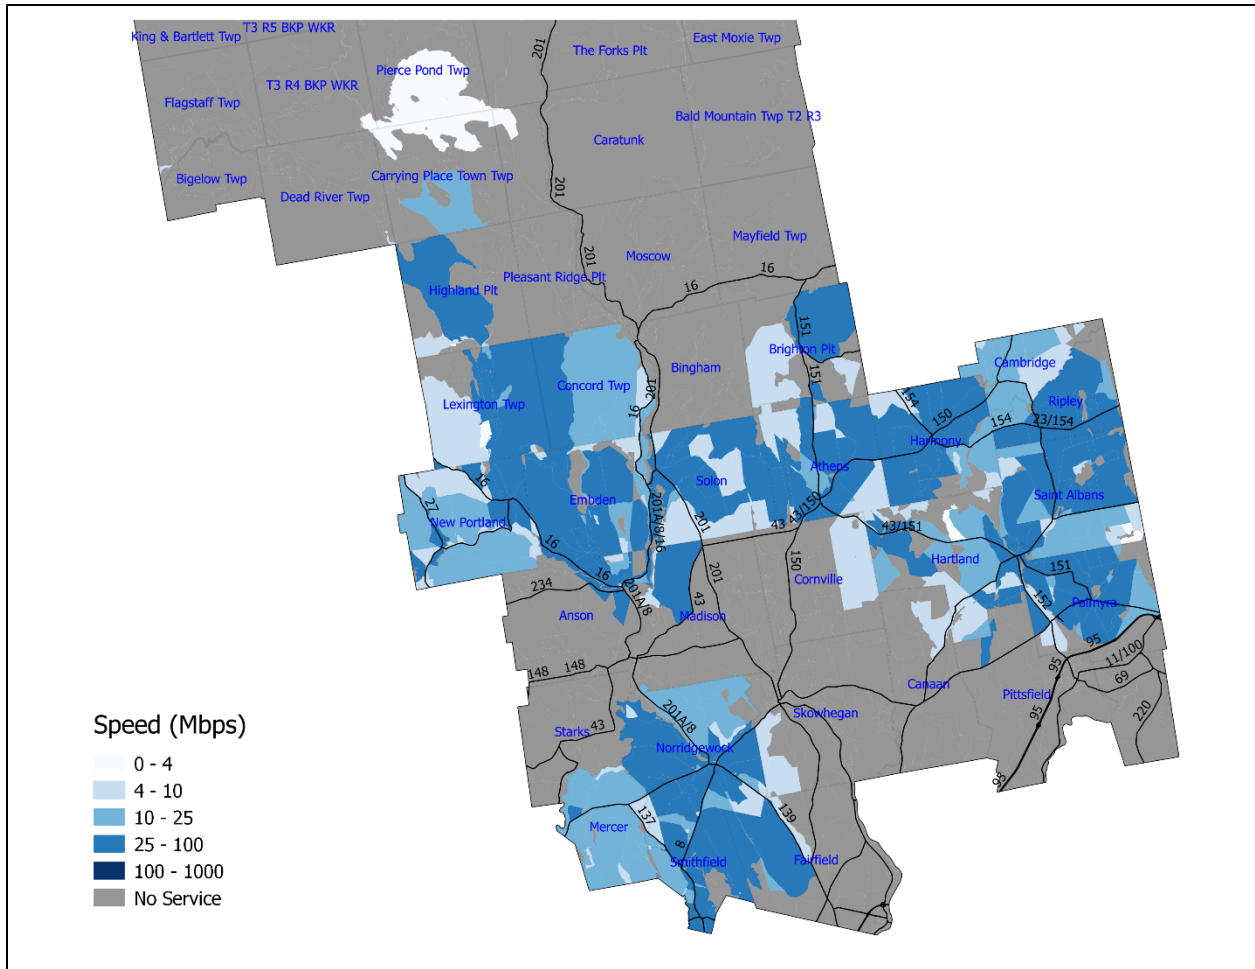 T3 R5 BKP WKR
King & Bartlett Twp
201
The Forks Plt
East Moxie Twp
Pierce Pond Twp
T3 R4 BKP WKR
Flagstaff Twp
Bald Mountain Twp T2 R3
Caratunk
Bigelow Twp
Carrying Place Town Twp
Dead River Twp
201
Mayfield Twp
201
Moscow
16
Pleasant Ridge Plt
16
Highland Plt
151
Brighton Plt
Cambridge
Bingham
151
Concord Twp
201
16
154
Lexington Twp
Ripley
150
154
23/154
Harmony
Athens
16
Solon
Saint Albans
27
Embden
43/150
201A/8/16
New Portland
201
43
43/151
16
Hartland
150
151
16
201
Cornville
234
201A/8
43
152
Palmyra
Anson
Madison
95
11/100
148
148
95
69
Canaan
Pittsfield
201A/8
Skowhegan
95
220
Speed (Mbps)
43
Starks
Norridgewock
0 - 4
95
4 - 10
10 - 25
137
139
Mercer
25 - 100
8
Smithfield
Fairfield
100 - 1000
No Service